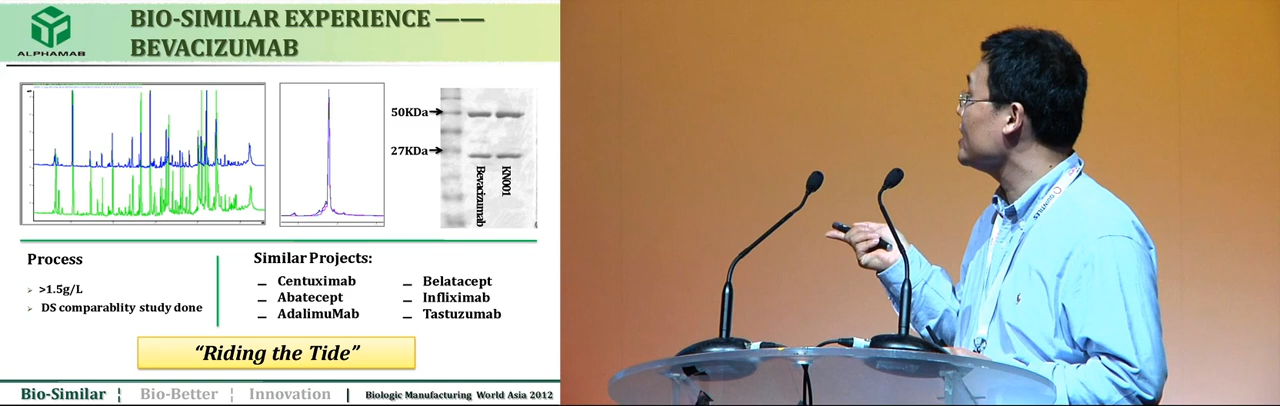 ALPHAMAB
BIO-SIMILAR EXPERIENCE ——
BEVACIZUMAB
50KDa
27KDa
Bevacizumab
KN001
Process
>1.5g/L
DS comparablity study done
Similar Projects:
— Centuximab
— Abatecept
— AdalimuMab
— Belatacept
— Infliximab
— Tastuzumab
“Riding the Tide”
Bio-Similar ¦ Bio-Better ¦ Innovation | Biologic Manufacturing World Asia 2012
QUINTILES